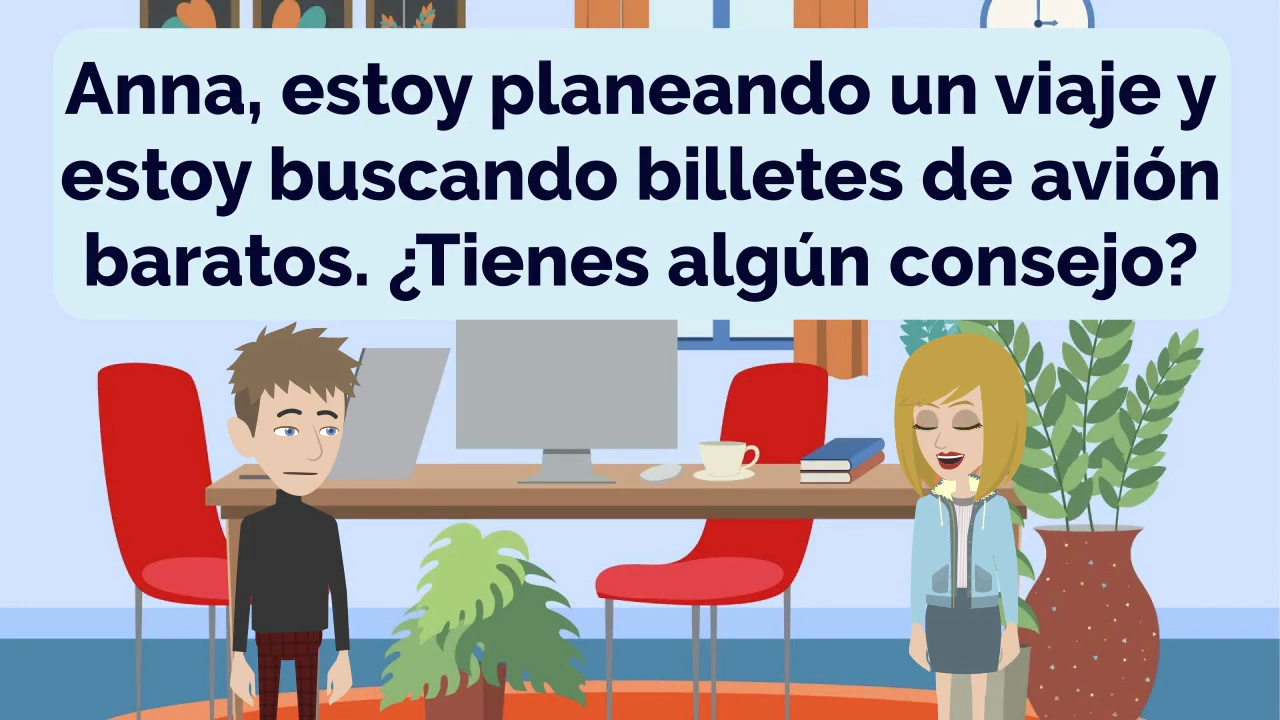 Anna, estoy planeando un viaje y
estoy buscando billetes de avión
baratos. ¿Tienes algún consejo?